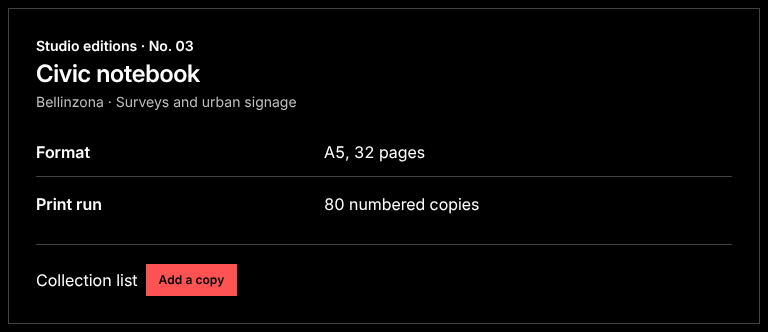 Studio editions · No. 03
Civic notebook
Bellinzona · Surveys and urban signage
Format A5, 32 pages
Print run 80 numbered copies
Collection list Add a copy